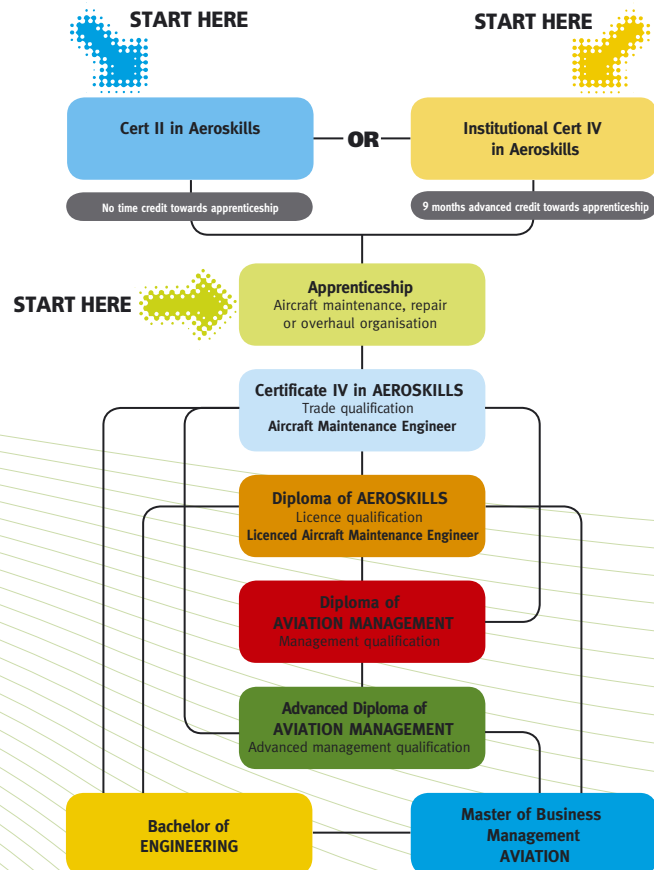 START HERE
START HERE
Cert II in Aeroskills
OR
Institutional Cert IV
in Aeroskills
No time credit towards apprenticeship
9 months advanced credit towards apprenticeship
START HERE
Apprenticeship
Aircraft maintenance, repair
or overhaul organisation
Certificate IV in AEROSKILLS
Trade qualification
Aircraft Maintenance Engineer
Diploma of AEROSKILLS
Licence qualification
Licenced Aircraft Maintenance Engineer
Diploma of
AVIATION MANAGEMENT
Management qualification
Advanced Diploma of
AVIATION MANAGEMENT
Advanced management qualification
Bachelor of
ENGINEERING
Master of Business
Management
AVIATION